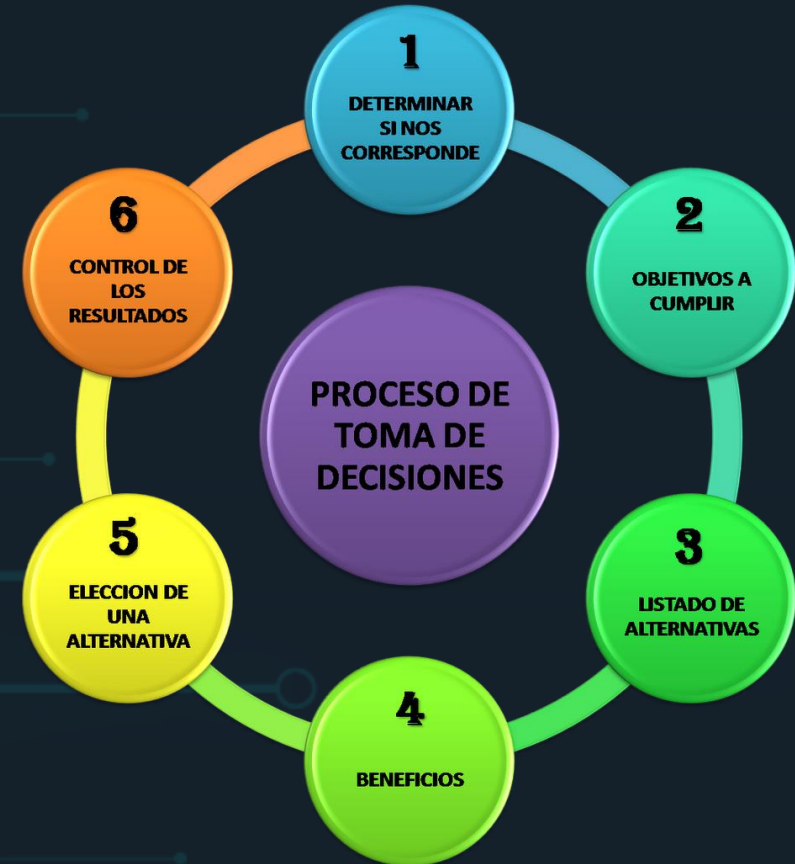 1
DETERMINAR
SI NOS
CORRESPONDE
2
OBJETIVOS A
CUMPLIR
3
LISTADO DE
ALTERNATIVAS
4
BENEFICIOS
5
ELECCION DE
UNA
ALTERNATIVA
6
CONTROL DE
LOS
RESULTADOS
PROCESO DE
TOMA DE
DECISIONES